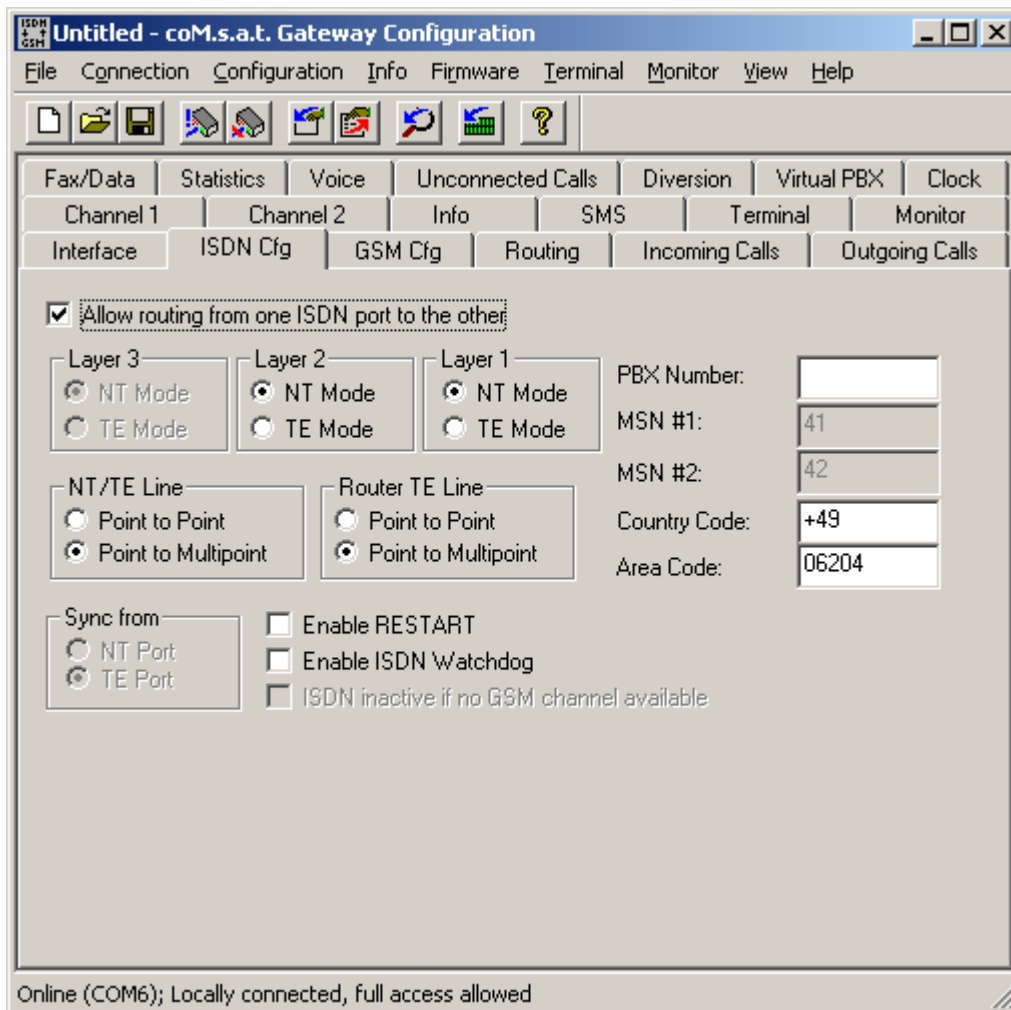 ISDN GSM Untitled - coM.s.a.t. Gateway Configuration
File Connection Configuration Info Firmware Terminal Monitor View Help
Fax/Data Statistics Voice Unconnected Calls Diversion Virtual PBX Clock
Channel 1 Channel 2 Info SMS Terminal Monitor
Interface ISDN Cfg GSM Cfg Routing Incoming Calls Outgoing Calls
Allow routing from one ISDN port to the other
Layer 3 Layer 2 Layer 1
NT Mode NT Mode NT Mode
TE Mode TE Mode TE Mode
PBX Number:
MSN #1: 41
MSN #2: 42
Country Code: +49
Area Code: 06204
NT/TE Line Router TE Line
Point to Point Point to Point
Point to Multipoint Point to Multipoint
Sync from
NT Port
TE Port
Enable RESTART
Enable ISDN Watchdog
ISDN inactive if no GSM channel available
Online (COM6); Locally connected, full access allowed